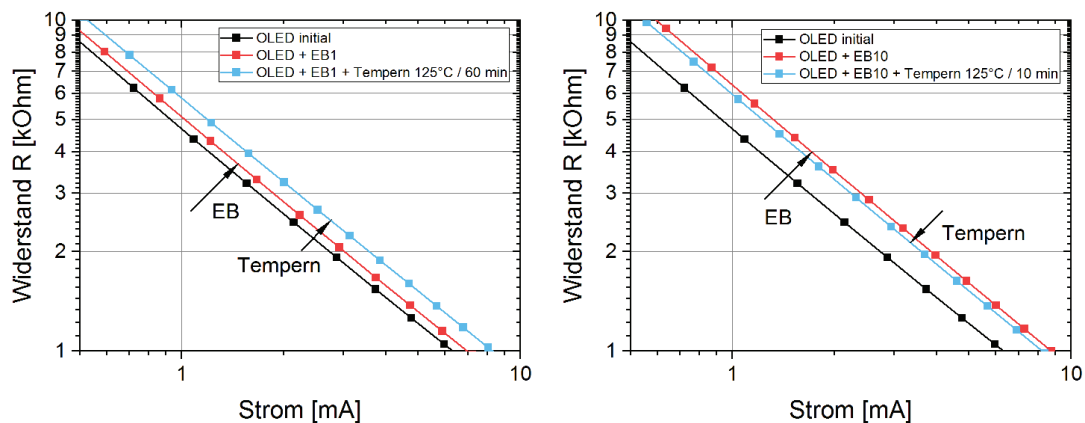 OLED initial
OLED + EB1
OLED + EB1 + Tempern 125°C / 60 min
10
9
8
7
6
5
4
3
2
1
Widerstand R [kOhm]
EB
Tempern
1
10
Strom [mA]
OLED initial
OLED + EB10
OLED + EB10 + Tempern 125°C / 10 min
10
9
8
7
6
5
4
3
2
1
Widerstand R [kOhm]
EB
Tempern
1
10
Strom [mA]